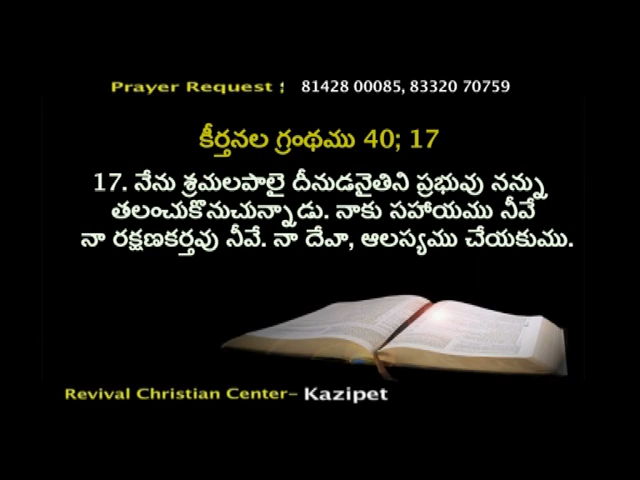 Prayer Request : 81428 00085, 83320 70759
కీర్తనల గ్రంథము 40; 17
17. నేను శ్రమలపాలై దీనుడనైతిని ప్రభువు నన్ను
తలంచుకొనుచున్నాడు. నాకు సహాయము నీవే
నా రక్షణకర్తవు నీవే. నా దేవా, ఆలస్యము చేయకుము.
Revival Christian Center- Kazipet